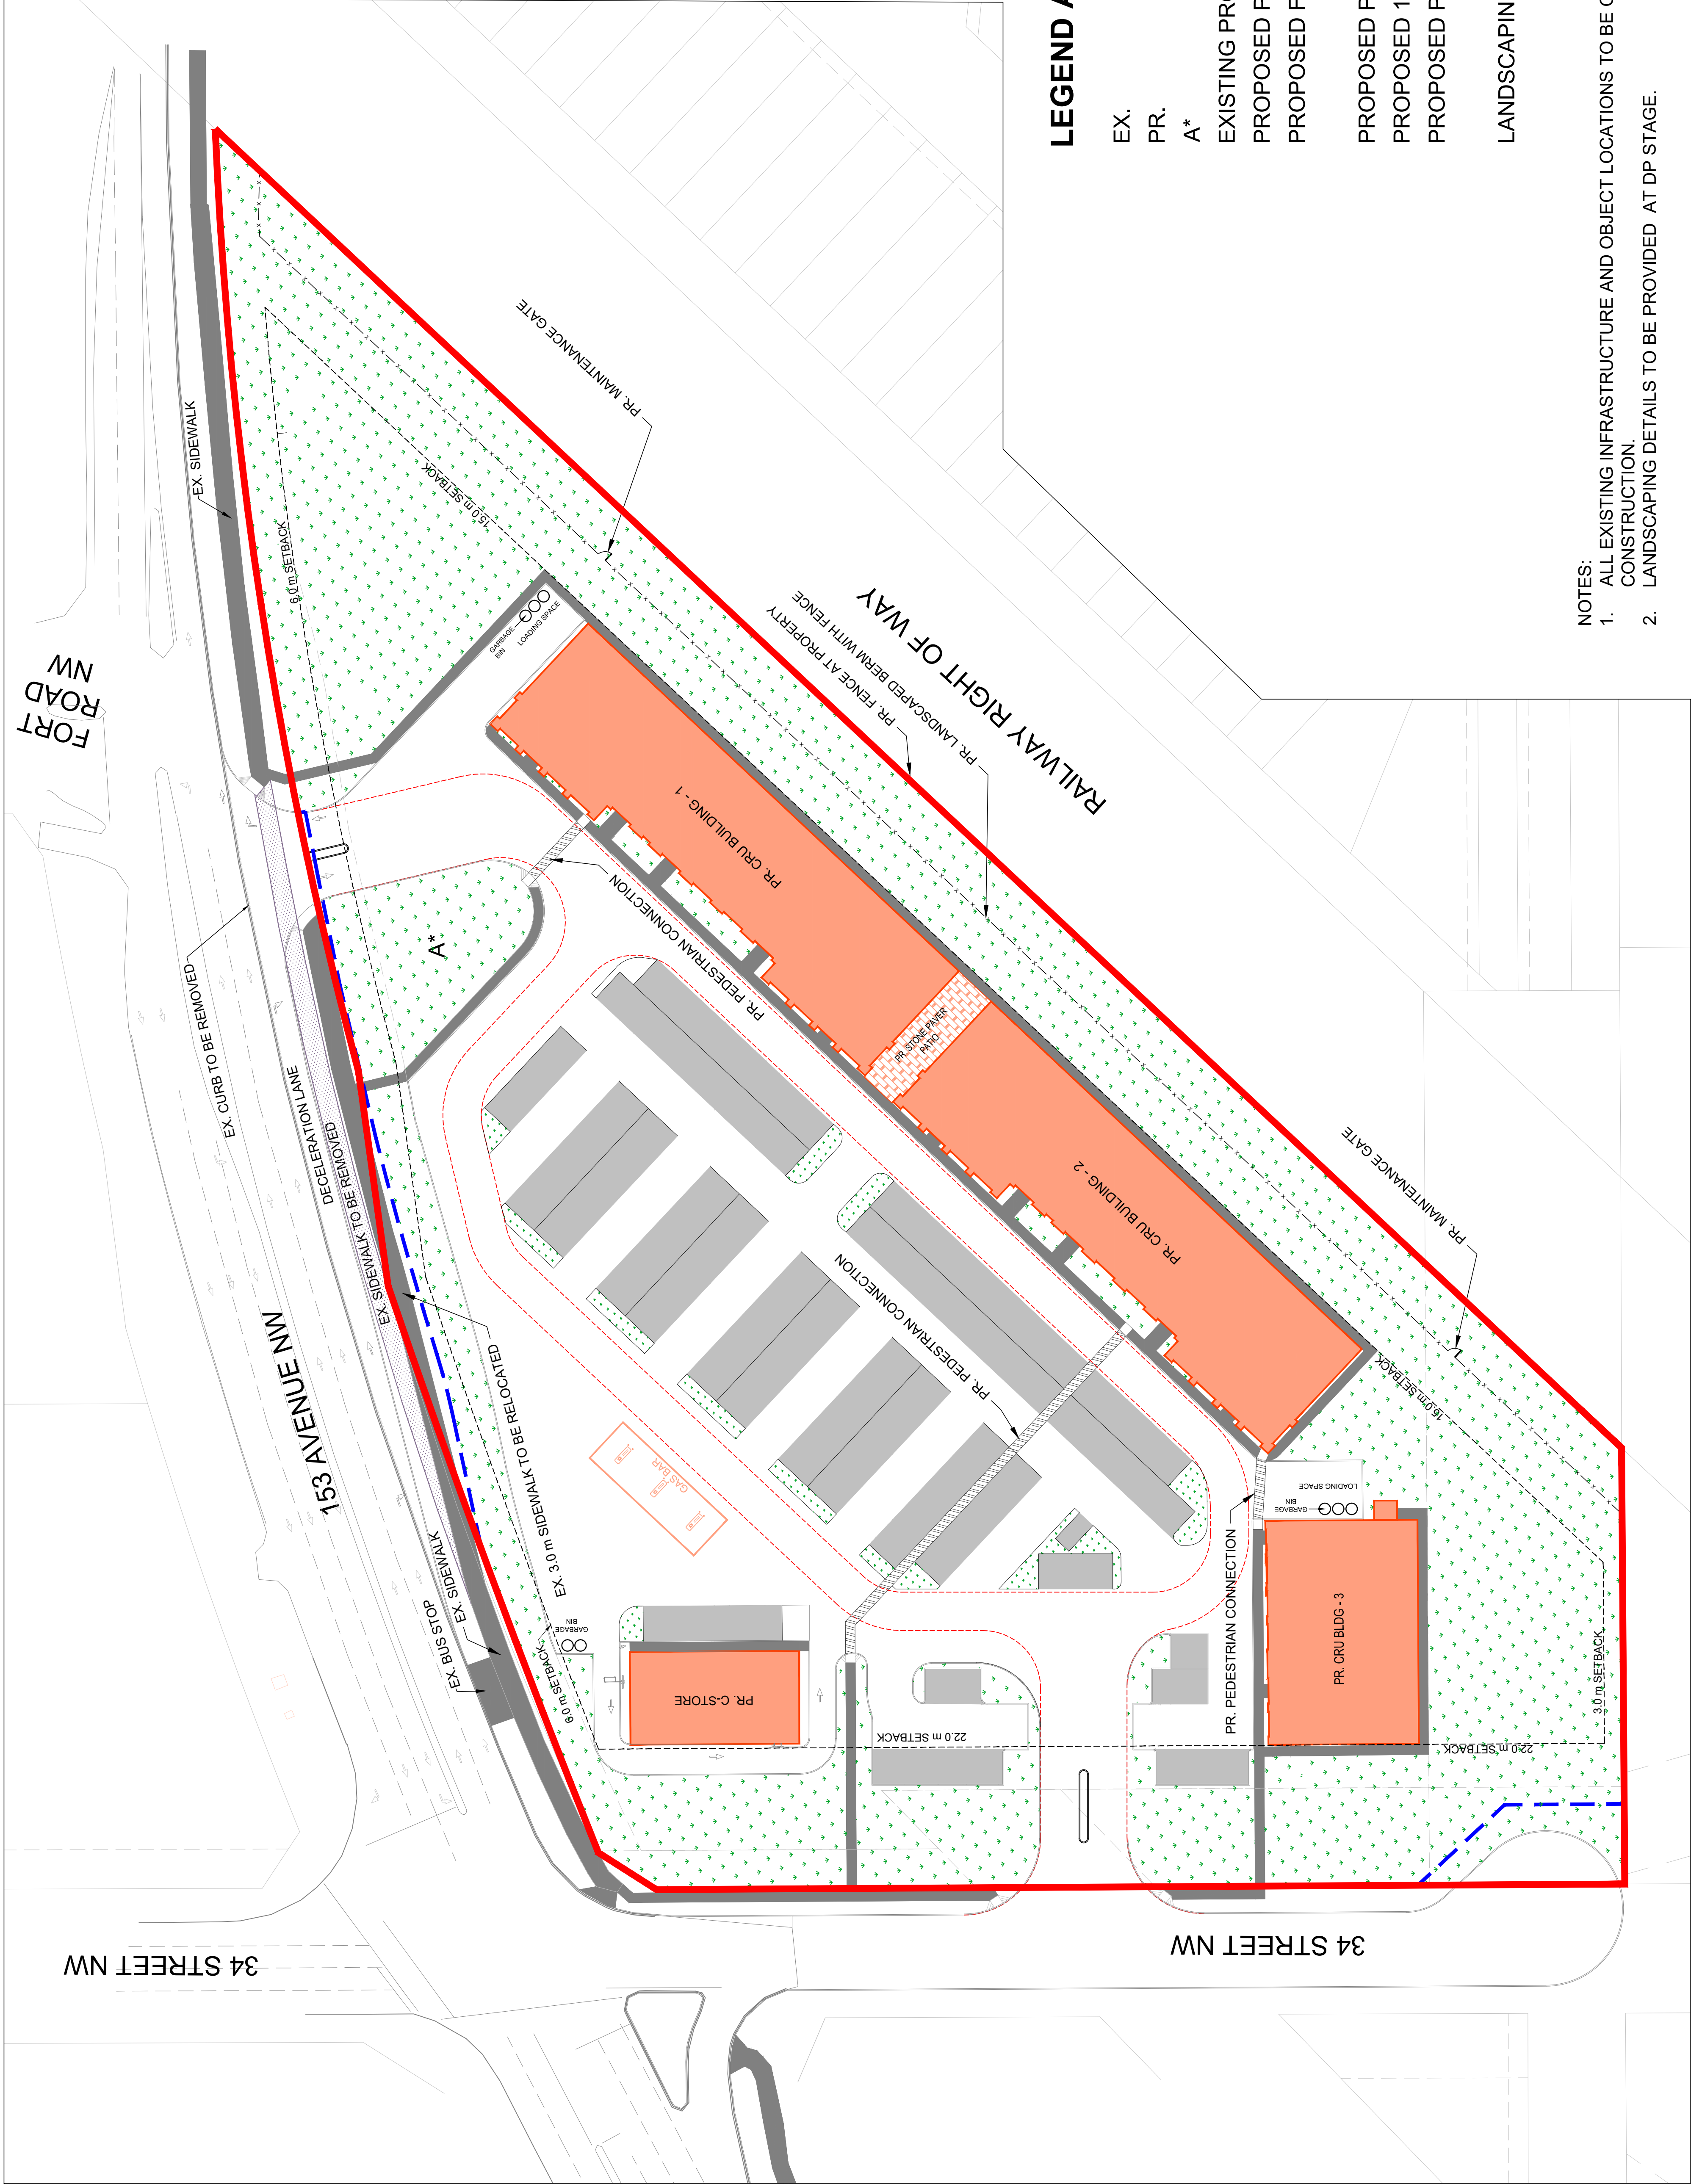 FORT
ROAD
NW
EX. SIDEWALK
6.0 m SETBACK
15.0 m SETBACK
PR. MAINTENANCE GATE
GARBAGE
BIN
LOADING SPACE
EX. CURB TO BE REMOVED
DECELERATION LANE
EX. SIDEWALK TO BE REMOVED
153 AVENUE NW
A*
PR. PEDESTRIAN CONNECTION
PR. CRU BUILDING - 1
PR. FENCE AT PROPERTY
PR. LANDSCAPED BERM WITH FENCE
RAILWAY RIGHT OF WAY
PR. STONE PAVER
PATIO
PR. CRU BUILDING - 2
PR. PEDESTRIAN CONNECTION
PR. MAINTENANCE GATE
EX. 3.0 m SIDEWALK TO BE RELOCATED
GAS BAR
EX. BUS STOP
EX. SIDEWALK
6.0 m SETBACK
GARBAGE
BIN
PR. C-STORE
22.0 m SETBACK
PR. PEDESTRIAN CONNECTION
GARBAGE
BIN
LOADING SPACE
PR. CRU BLDG - 3
22.0 m SETBACK
3.0 m SETBACK
34 STREET NW
34 STREET NW
LEGEND
EX.
PR.
A*
EXISTING
PROPOSED
PROPOSED
PROPOSED
PROPOSED
PROPOSED
NOTES:
1. ALL EXISTING INFRASTRUCTURE AND OBJECT LOCATIONS TO BE
CONSTRUCTION.
2. LANDSCAPING DETAILS TO BE PROVIDED AT DP STAGE.